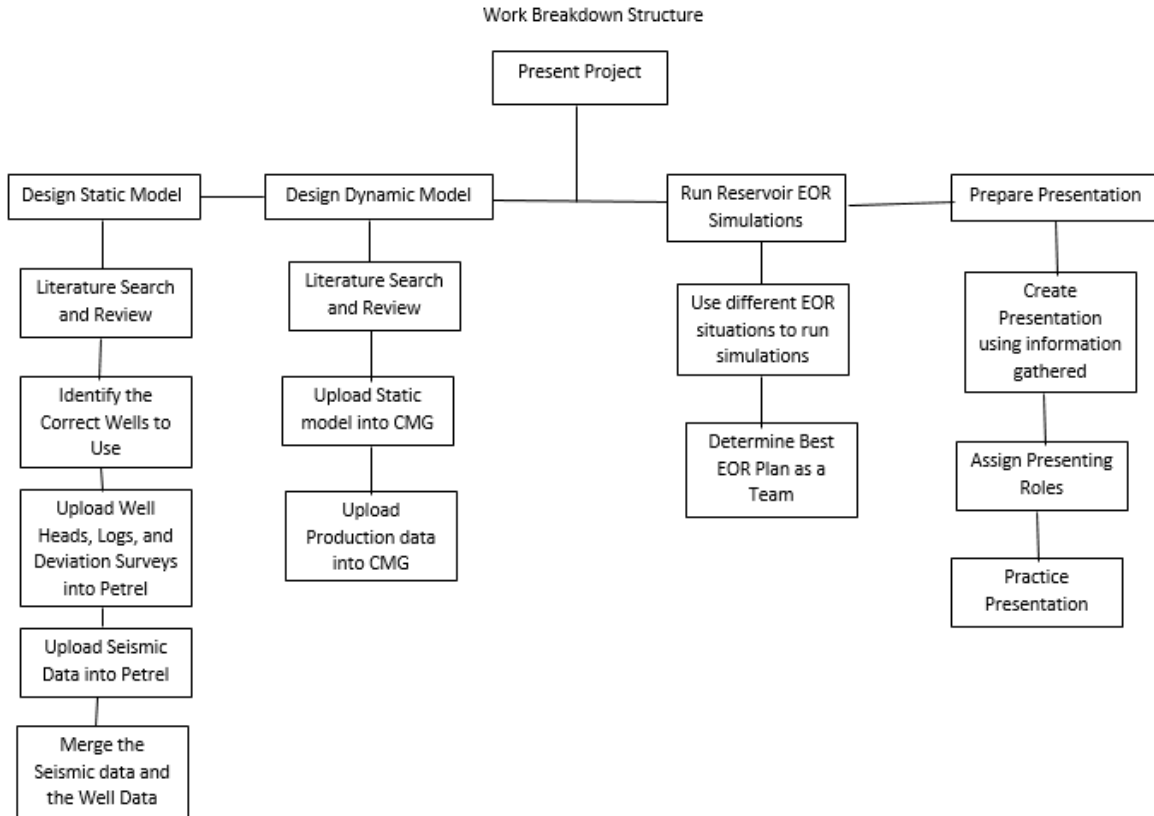 Work Breakdown Structure
Present Project
Design Static Model
Design Dynamic Model
Run Reservoir EOR
Simulations
Prepare Presentation
Literature Search
and Review
Identify the
Correct Wells to
Use
Upload Well
Heads, Logs, and
Deviation Surveys
into Petrel
Upload Seismic
Data into Petrel
Merge the
Seismic data and
the Well Data
Literature Search
and Review
Upload Static
model into CMG
Upload
Production data
into CMG
Use different EOR
situations to run
simulations
Determine Best
EOR Plan as a
Team
Create
Presentation
using information
gathered
Assign Presenting
Roles
Practice
Presentation